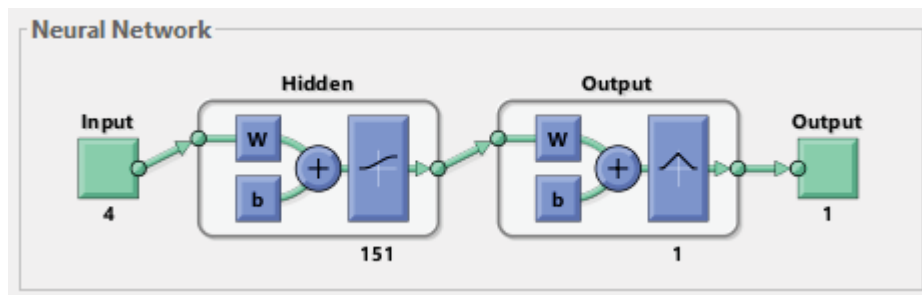 Neural Network
Hidden
Output
Input
Output
W
b
+
W
b
+
4
151
1
1